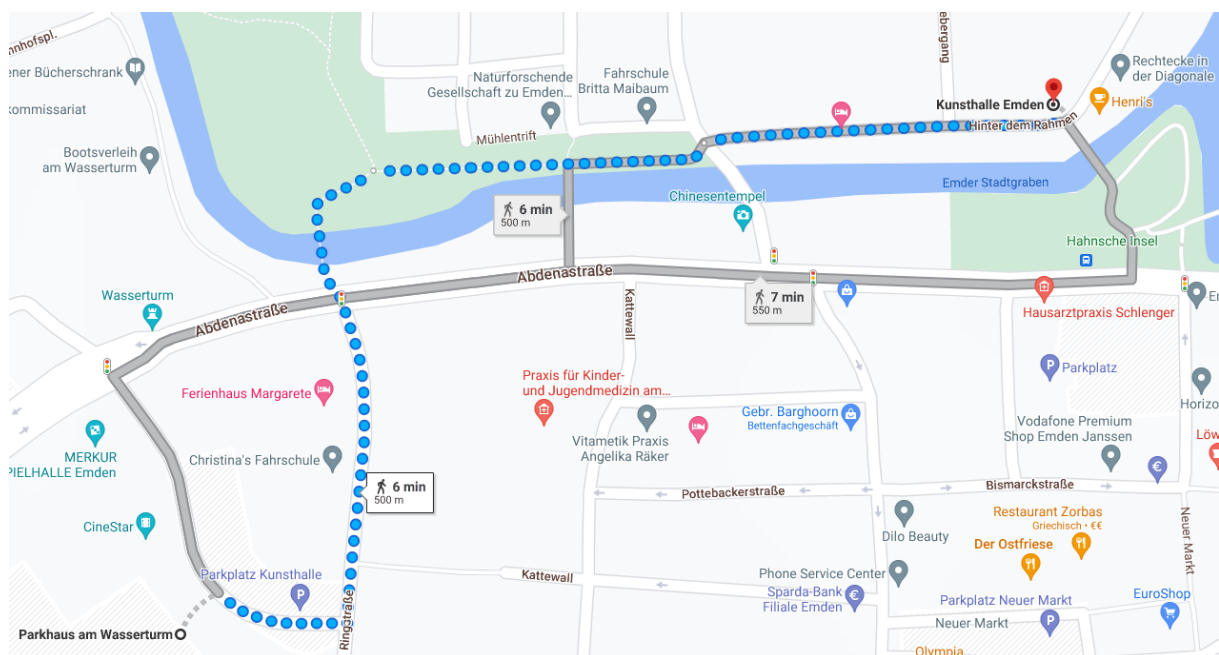 hnhofspl.
ener Bücherschrank
kommissariat
Bootsverleih
am Wasserturm
Naturforschende
Gesellschaft zu Emden...
Fahrschule
Britta Maibaum
Mühlentrift
ebergang
Rechtecke in
der Diagonale
Kunsthalle Emden
Henri's
Hinter dem Rahmen
Emder Stadtgraben
Chinesentempel
6 min
500 m
Hahnsche Insel
Abdenastraße
7 min
550 m
Wasserturm
Abdenastraße
Kattewall
Hausarztpraxis Schlenger
Parkplatz
Ferienhaus Margarete
Praxis für Kinder-
und Jugendmedizin am...
Gebr. Barghoorn
Bettenfachgeschäft
Vitametik Praxis
Angelika Räker
Horizo
Vodafone Premium
Shop Emden Janssen
Löw
MERKUR
PIELHALLE Emden
Christina's Fahrschule
6 min
500 m
Pottebackerstraße
Bismarckstraße
CineStar
Dilo Beauty
Restaurant Zorbas
Griechisch • €€
Der Ostfriese
Neuer Markt
Parkplatz Kunsthalle
Kattewall
Phone Service Center
Sparda-Bank
Filiale Emden
Parkplatz Neuer Markt
Neuer Markt
EuroShop
Ringstraße
Parkhaus am Wasserturm
Olympia